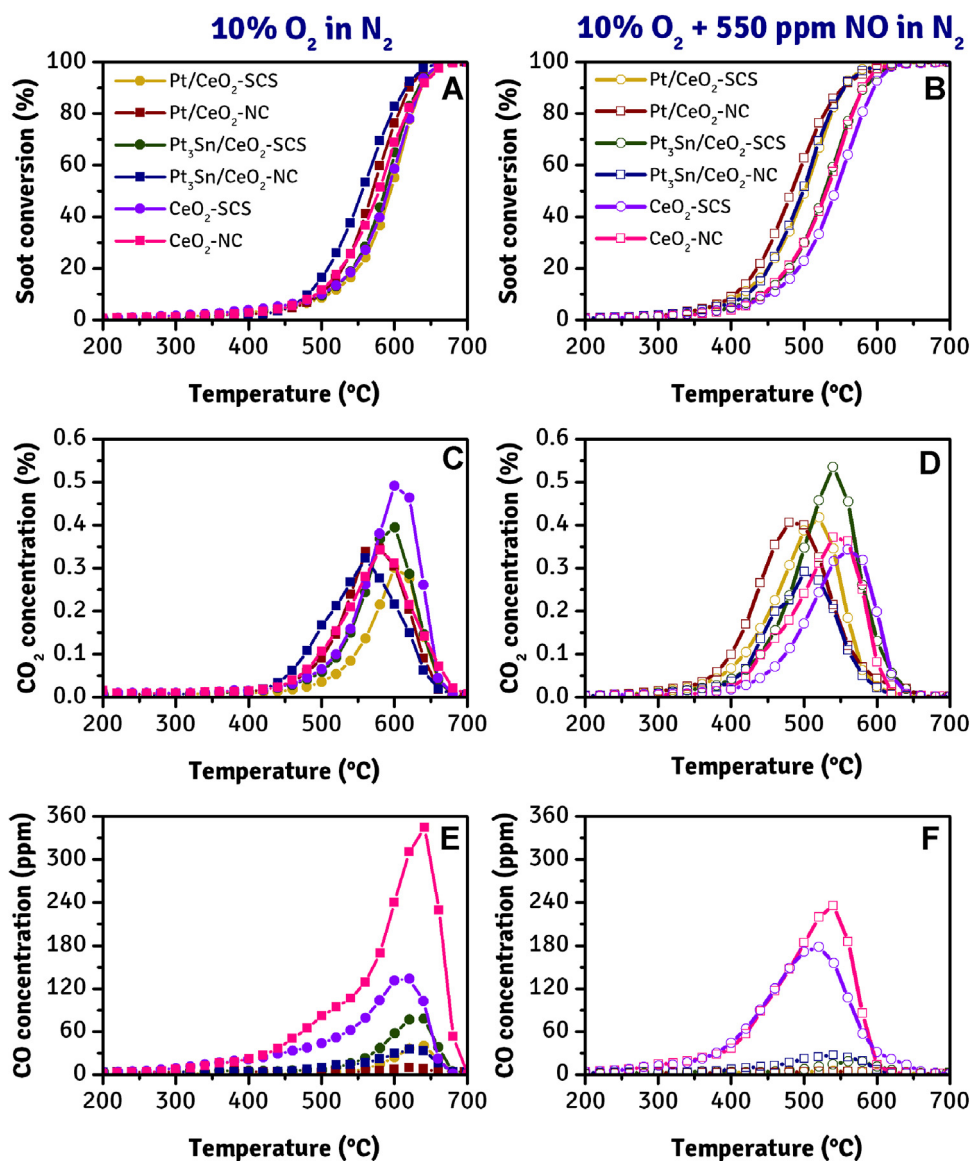 10% O₂ in N₂
10% O₂ + 550 ppm NO in N₂
A
Pt/CeO₂-SCS
Pt/CeO₂-NC
Pt₃Sn/CeO₂-SCS
Pt₃Sn/CeO₂-NC
CeO₂-SCS
CeO₂-NC
Soot conversion (%)
100
80
60
40
20
0
200 300 400 500 600 700
Temperature (ºC)
B
Pt/CeO₂-SCS
Pt/CeO₂-NC
Pt₃Sn/CeO₂-SCS
Pt₃Sn/CeO₂-NC
CeO₂-SCS
CeO₂-NC
Soot conversion (%)
100
80
60
40
20
0
200 300 400 500 600 700
Temperature (ºC)
C
CO₂ concentration (%)
0.6
0.5
0.4
0.3
0.2
0.1
0.0
200 300 400 500 600 700
Temperature (ºC)
D
CO₂ concentration (%)
0.6
0.5
0.4
0.3
0.2
0.1
0.0
200 300 400 500 600 700
Temperature (ºC)
E
CO concentration (ppm)
360
300
240
180
120
60
0
200 300 400 500 600 700
Temperature (ºC)
F
CO concentration (ppm)
360
300
240
180
120
60
0
200 300 400 500 600 700
Temperature (ºC)